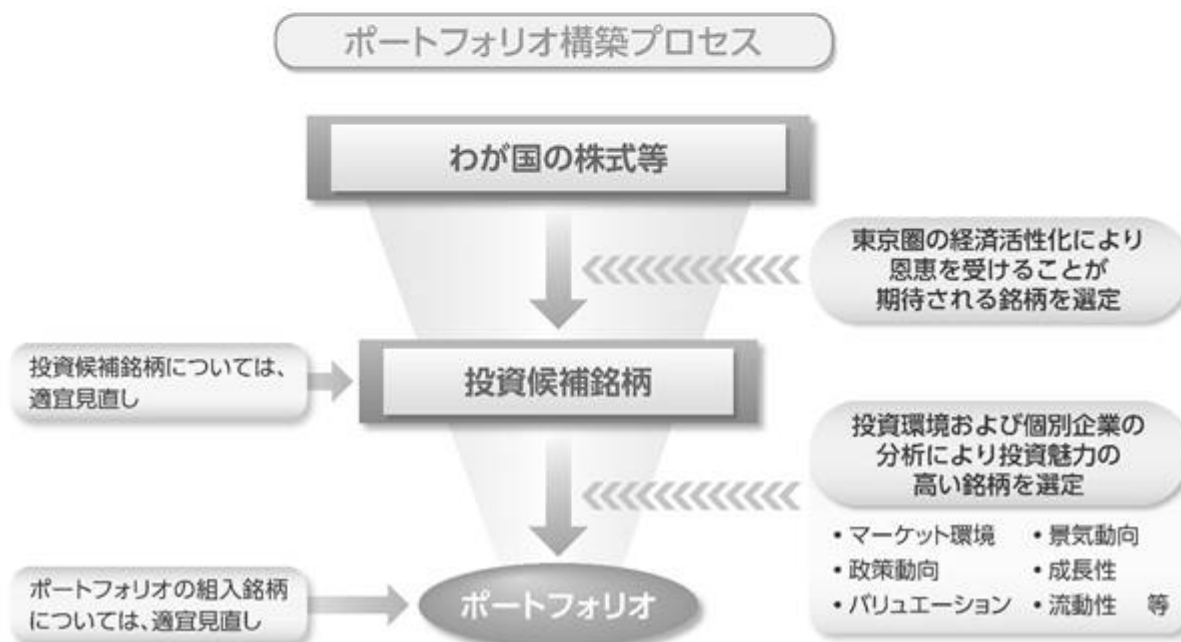 ポートフォリオ構築プロセス
わが国の株式等
東京圏の経済活性化により
恩恵を受けることが
期待される銘柄を選定
投資候補銘柄については、
適宜見直し
投資候補銘柄
投資環境および個別企業の
分析により投資魅力の
高い銘柄を選定
・マーケット環境 ・景気動向
・政策動向 ・成長性
・バリュエーション ・流動性 等
ポートフォリオの組入銘柄
については、適宜見直し
ポートフォリオ